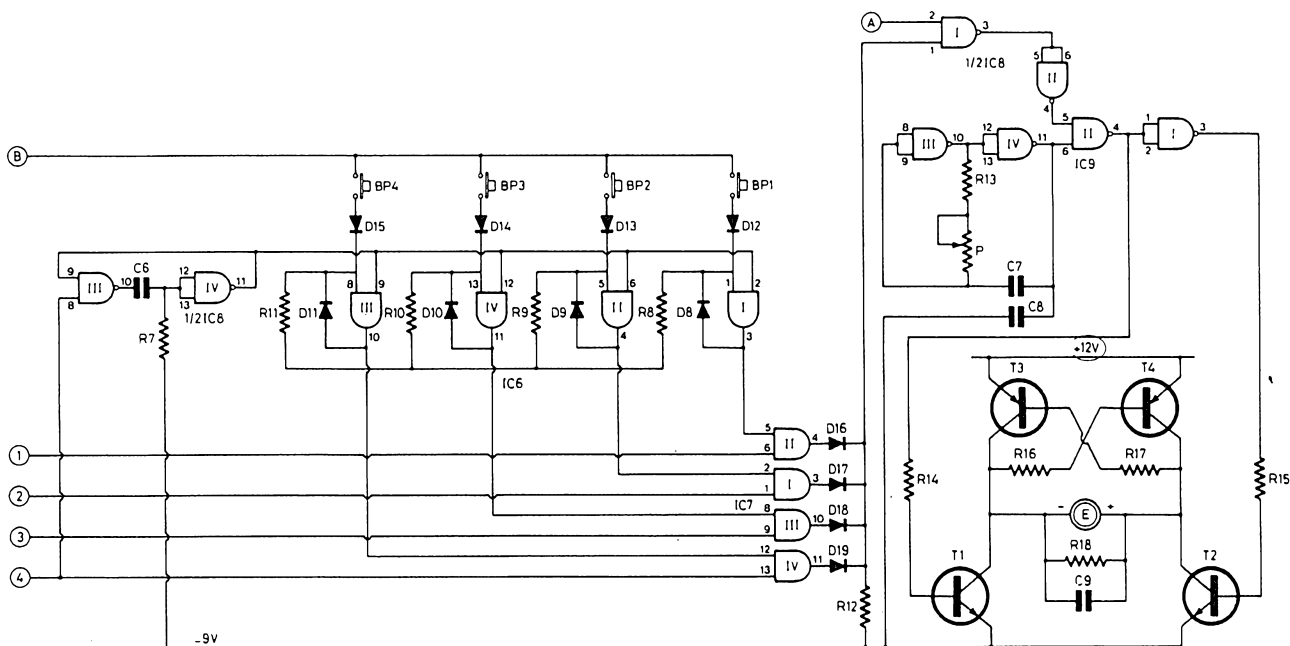 A 2 1 I 3
1/2IC8
5 6 II 4
8 9 III 10 12 13 IV 11 5 6 II 4 1 2 I 3
IC9
R13
P
C7
C8
B
BP4 BP3 BP2 BP1
D15 D14 D13 D12
9 8 III 10 C6 12 13 IV 11
1/2IC8
R7
R11 D11 8 9 III 10
R10 D10 13 12 IV 11
R9 D9 5 6 II 4
R8 D8 1 2 I 3
IC6
+12V
T3 T4
R16 R17
R14 R15
- E +
R18
C9
T1 T2
1 5 6 II 4 D16
2 2 1 I 3 D17
IC7
3 8 9 III 10 D18
4 12 13 IV 11 D19
R12
-9V